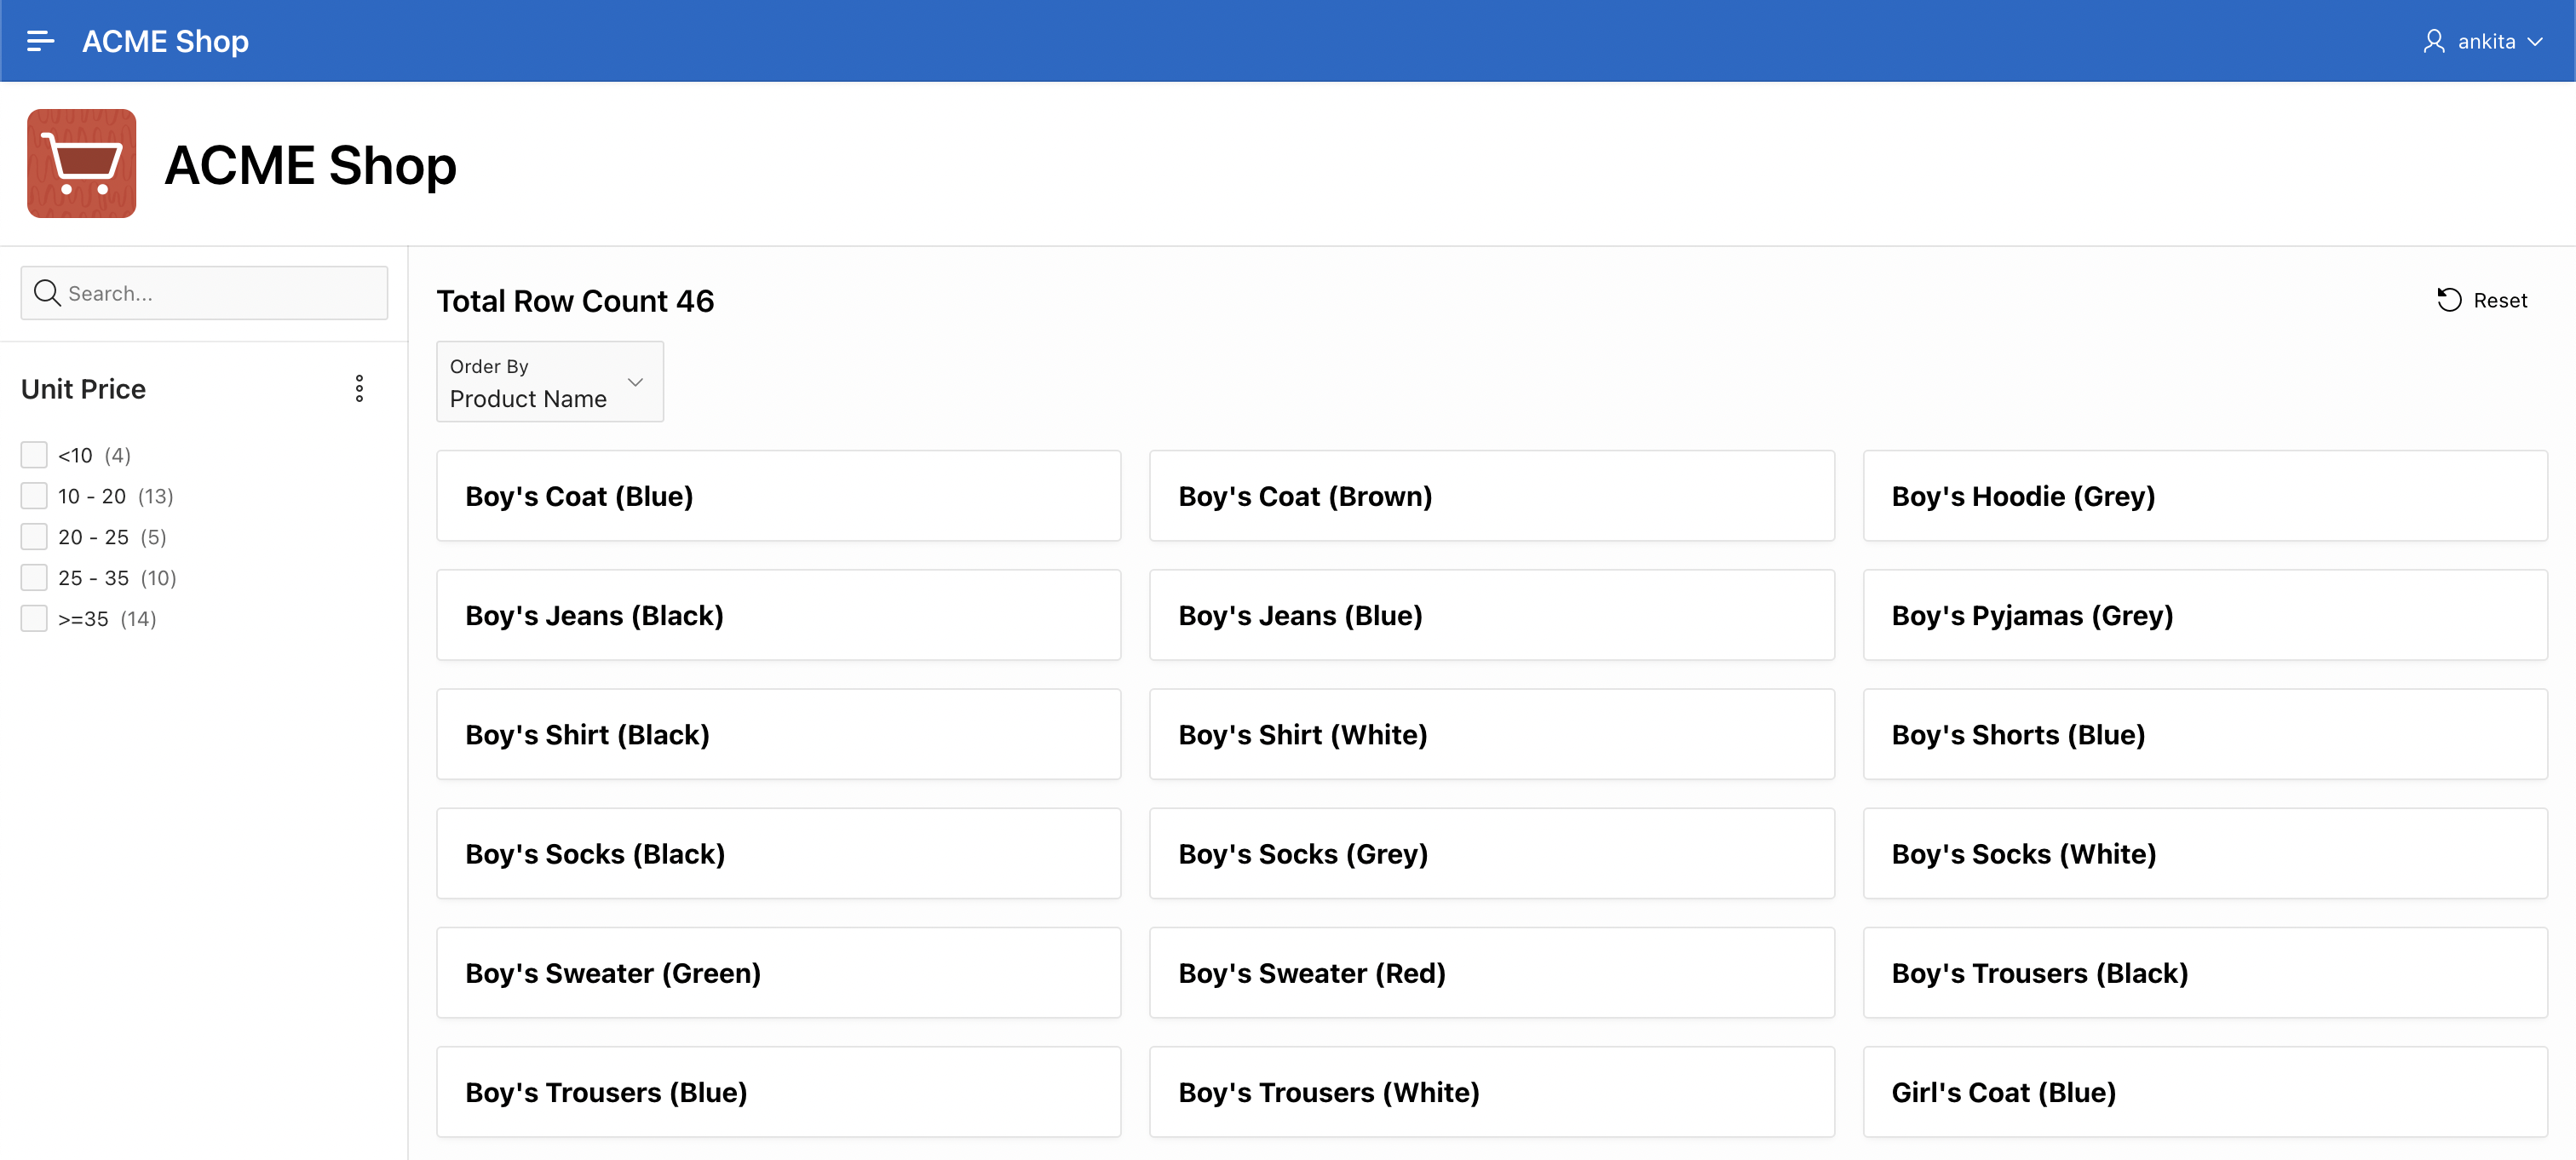 ACME Shop
ankita
ACME Shop
Search...
Unit Price
<10 (4)
10 - 20 (13)
20 - 25 (5)
25 - 35 (10)
>=35 (14)
Total Row Count 46
Reset
Order By
Product Name
Boy's Coat (Blue)
Boy's Coat (Brown)
Boy's Hoodie (Grey)
Boy's Jeans (Black)
Boy's Jeans (Blue)
Boy's Pyjamas (Grey)
Boy's Shirt (Black)
Boy's Shirt (White)
Boy's Shorts (Blue)
Boy's Socks (Black)
Boy's Socks (Grey)
Boy's Socks (White)
Boy's Sweater (Green)
Boy's Sweater (Red)
Boy's Trousers (Black)
Boy's Trousers (Blue)
Boy's Trousers (White)
Girl's Coat (Blue)